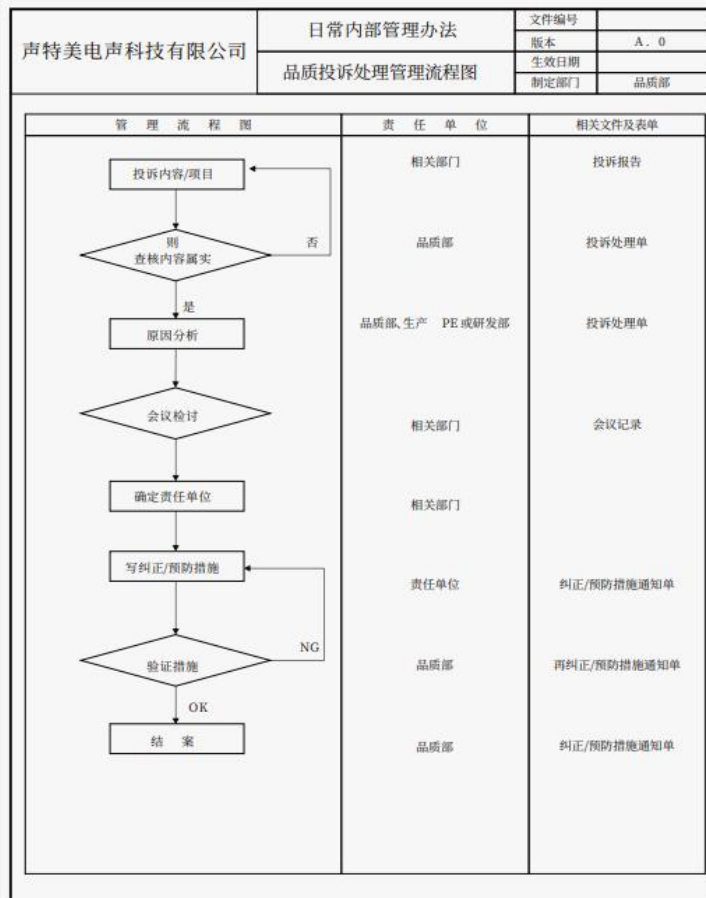 声特美电声科技有限公司
日常内部管理办法
品质投诉处理管理流程图
文件编号
版本 A．0
生效日期
制定部门 品质部
管 理 流 程 图 责 任 单 位 相关文件及表单
投诉内容/项目 相关部门 投诉报告
则
查核内容属实 否 品质部 投诉处理单
是
原因分析 品质部、生产 PE或研发部 投诉处理单
会议检讨 相关部门 会议记录
确定责任单位 相关部门
写纠正/预防措施 责任单位 纠正/预防措施通知单
NG
验证措施 品质部 再纠正/预防措施通知单
OK
结 案 品质部 纠正/预防措施通知单